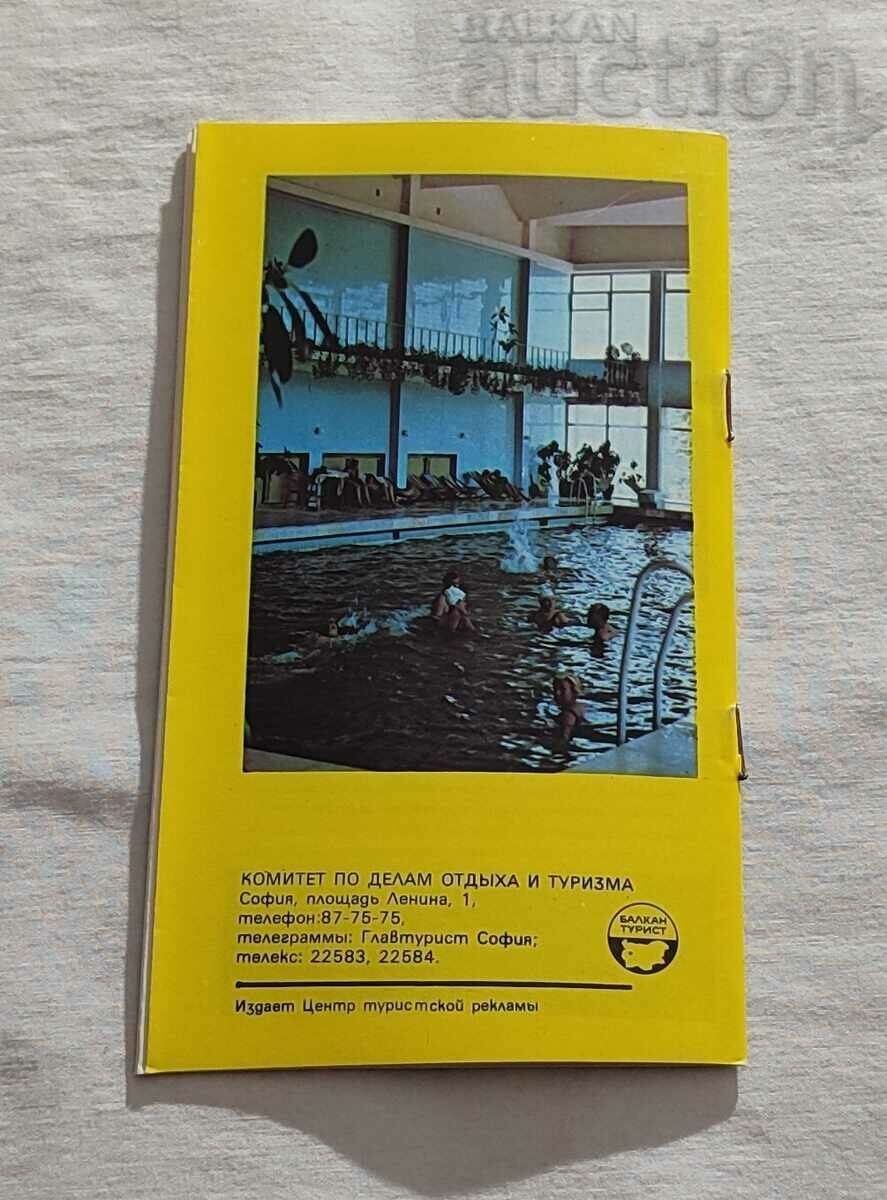 BALKAN
auction
КОМИТЕТ ПО ДЕЛАМ ОТДЫХА И ТУРИЗМА
София, площадь Ленина, 1,
телефон:87-75-75,
телеграммы: Главтурист София;
телекс: 22583, 22584.
БАЛКАН
ТУРИСТ
Издает Центр туристской рекламы